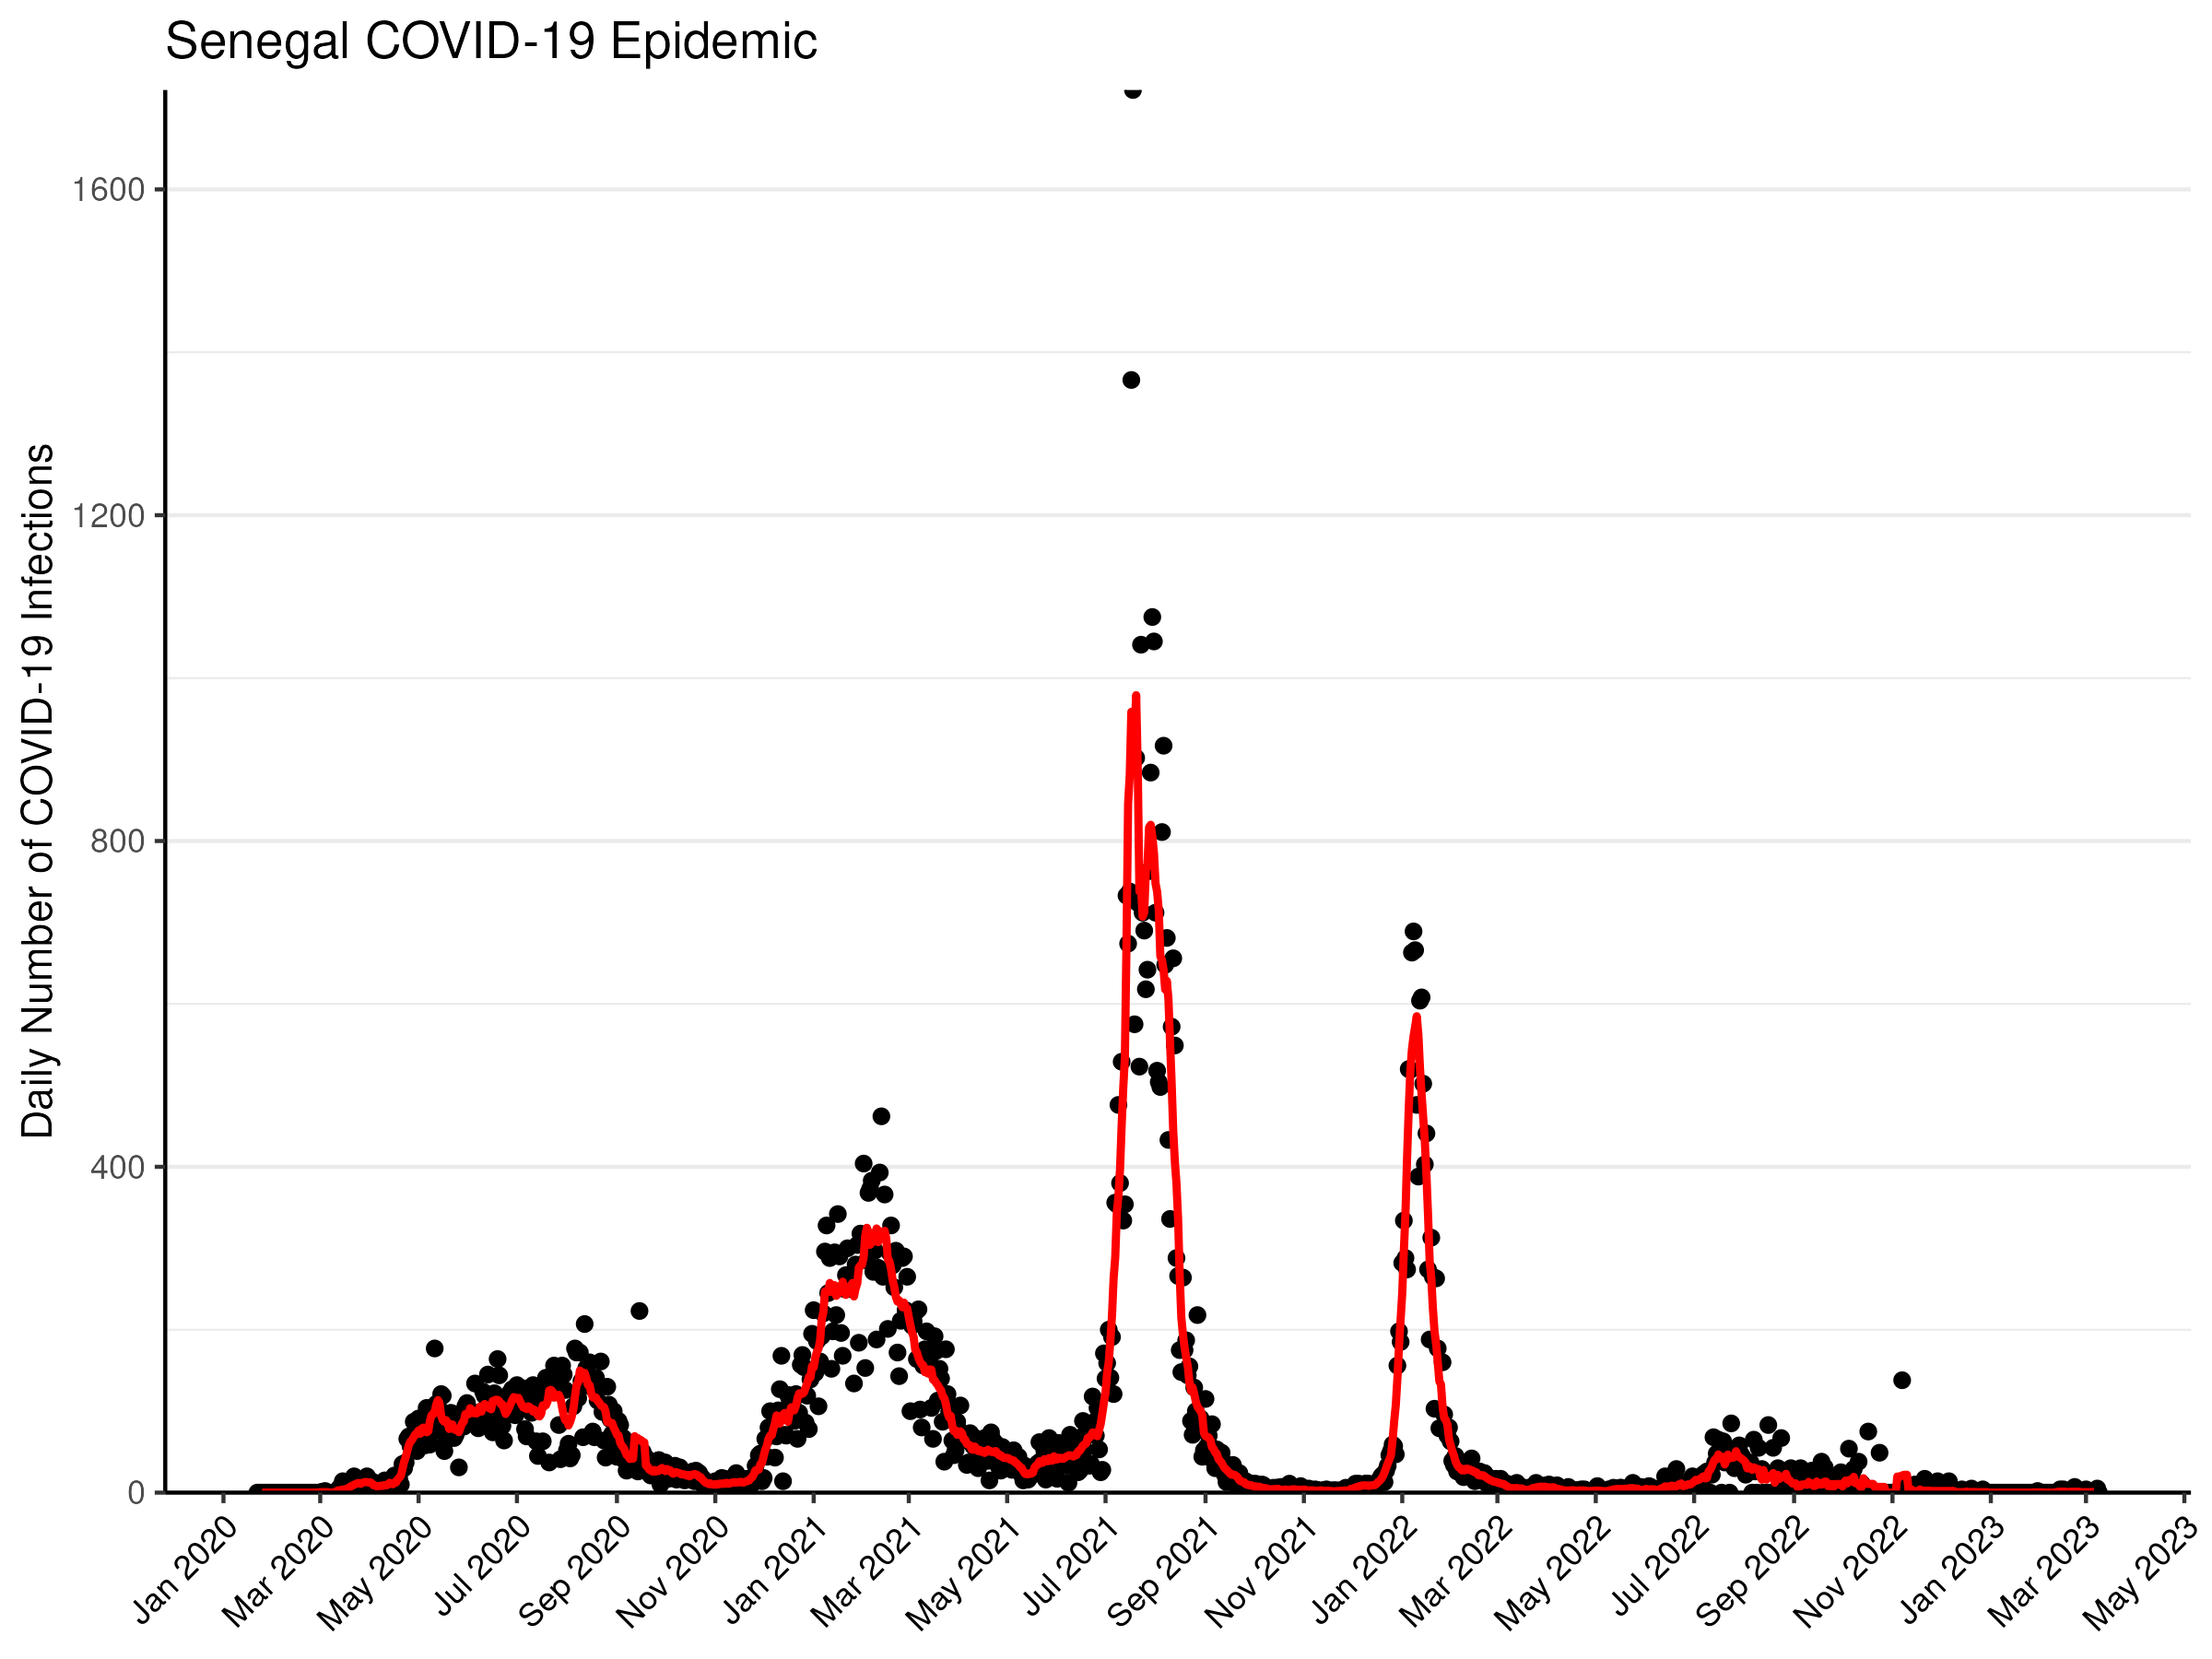 Senegal COVID-19 Epidemic
Daily Number of COVID-19 Infections
1600
1200
800
400
0
Jan 2020
Mar 2020
May 2020
Jul 2020
Sep 2020
Nov 2020
Jan 2021
Mar 2021
May 2021
Jul 2021
Sep 2021
Nov 2021
Jan 2022
Mar 2022
May 2022
Jul 2022
Sep 2022
Nov 2022
Jan 2023
Mar 2023
May 2023